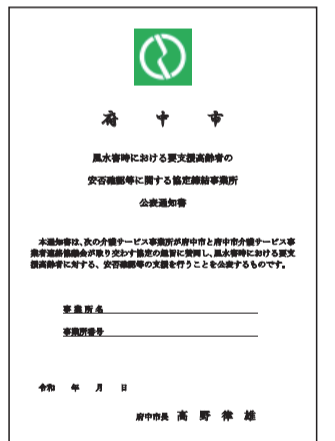 府中市
風水害時における要支援高齢者の
安否確認等に関する協定締結事業所
公表通知書
本通知書は、次の介護サービス事業所が府中市と府中市介護サービス事
業者連絡協議会が取り交わす協定の趣旨に賛同し、風水害時における要支
援高齢者に対する、安否確認等の支援を行うことを公表するものです。
事業所名
事業所番号
令和 年 月 日
府中市長 高野律雄